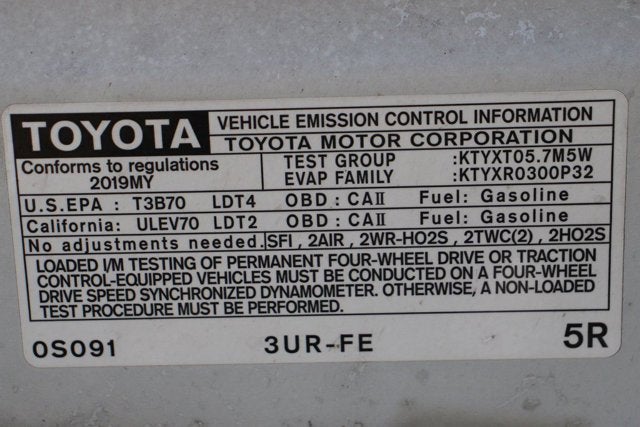 TOYOTA VEHICLE EMISSION CONTROL INFORMATION
TOYOTA MOTOR CORPORATION
Conforms to regulations TEST GROUP :KTYXT05.7M5W
2019MY EVAP FAMILY :KTYXR0300P32
U.S.EPA : T3B70 LDT4 OBD : CAII Fuel: Gasoline
California: ULEV70 LDT2 OBD : CAII Fuel: Gasoline
No adjustments needed. SFI , 2AIR , 2WR-HO2S , 2TWC(2) , 2HO2S
LOADED I/M TESTING OF PERMANENT FOUR-WHEEL DRIVE OR TRACTION
CONTROL-EQUIPPED VEHICLES MUST BE CONDUCTED ON A FOUR-WHEEL
DRIVE SPEED SYNCHRONIZED DYNAMOMETER. OTHERWISE, A NON-LOADED
TEST PROCEDURE MUST BE PERFORMED.
0S091 3UR-FE 5R